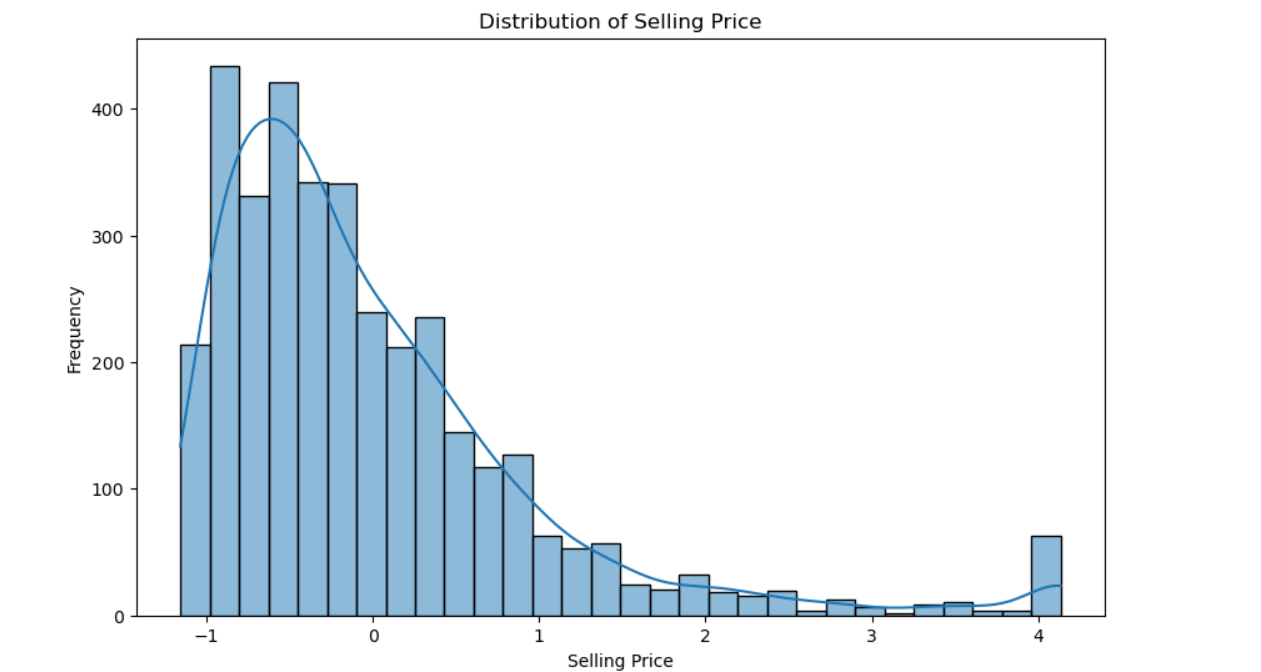 Distribution of Selling Price
Frequency
400
300
200
100
0
−1 0 1 2 3 4
Selling Price